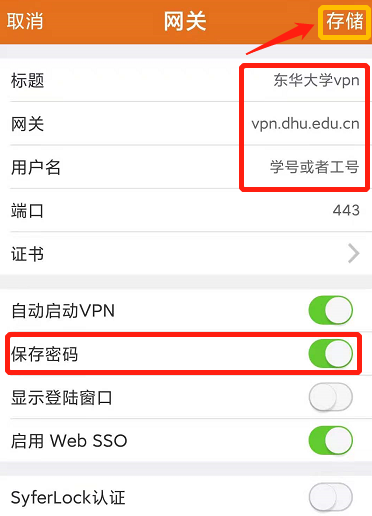 取消 网关 存储
标题 东华大学vpn
网关 vpn.dhu.edu.cn
用户名 学号或者工号
端口 443
证书
自动启动VPN
保存密码
显示登陆窗口
启用 Web SSO
SyferLock认证